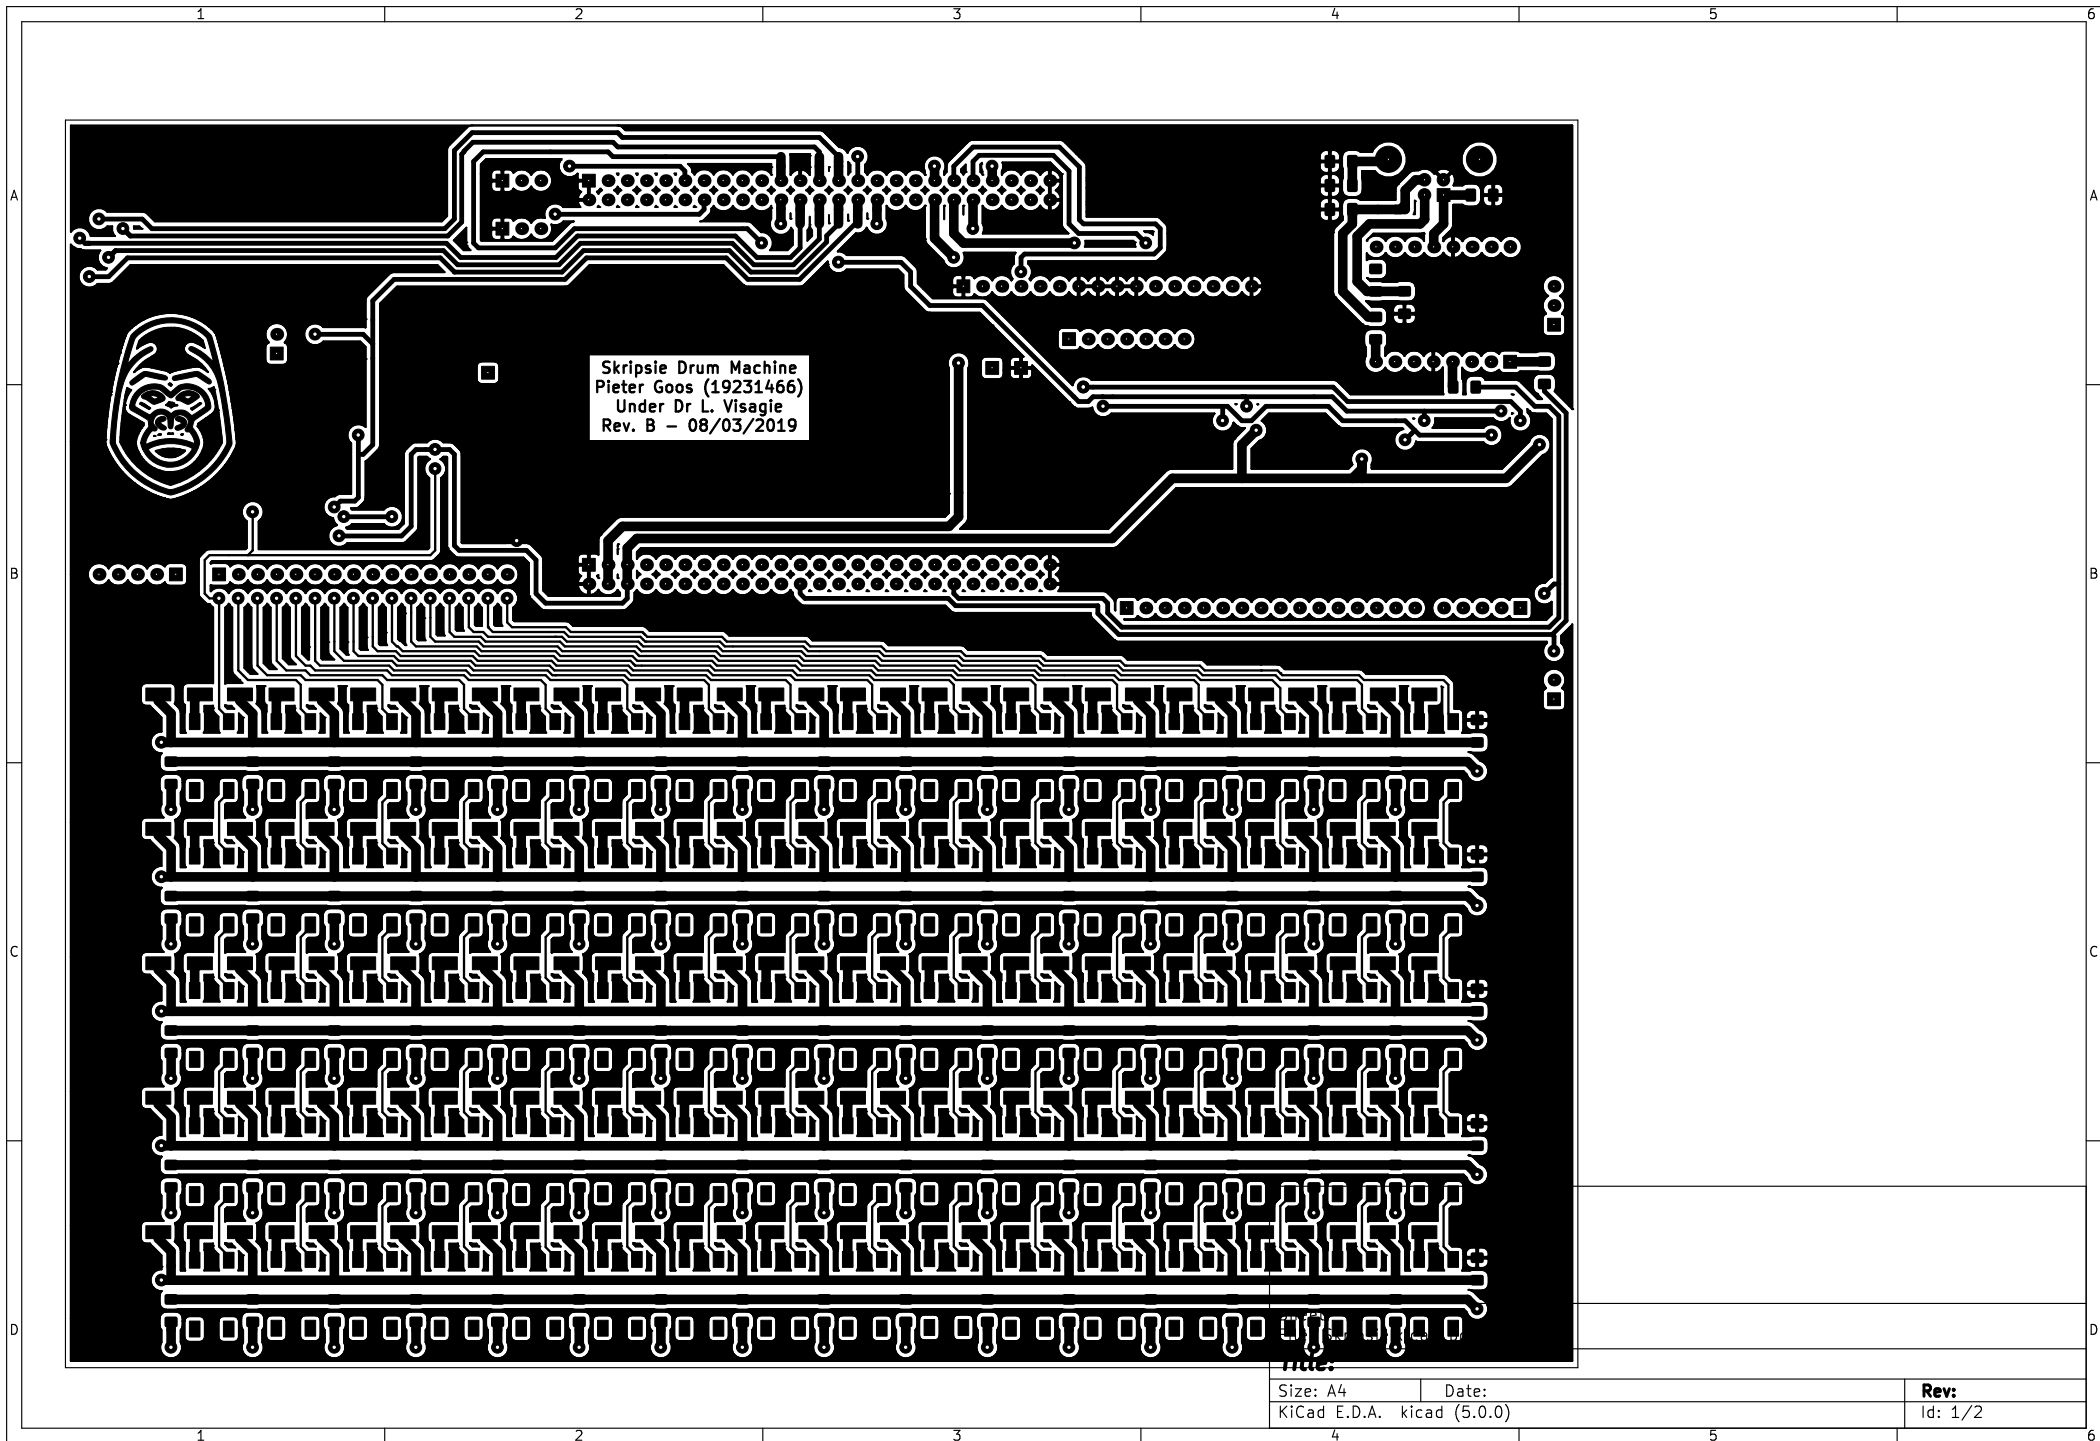 1 2 3 4 5 6
A A
Skripsie Drum Machine
Pieter Goos (19231466)
Under Dr L. Visagie
Rev. B - 08/03/2019
B B
C C
D D
Title:
Size: A4 Date: Rev:
KiCad E.D.A. kicad (5.0.0) Id: 1/2
1 2 3 4 5 6